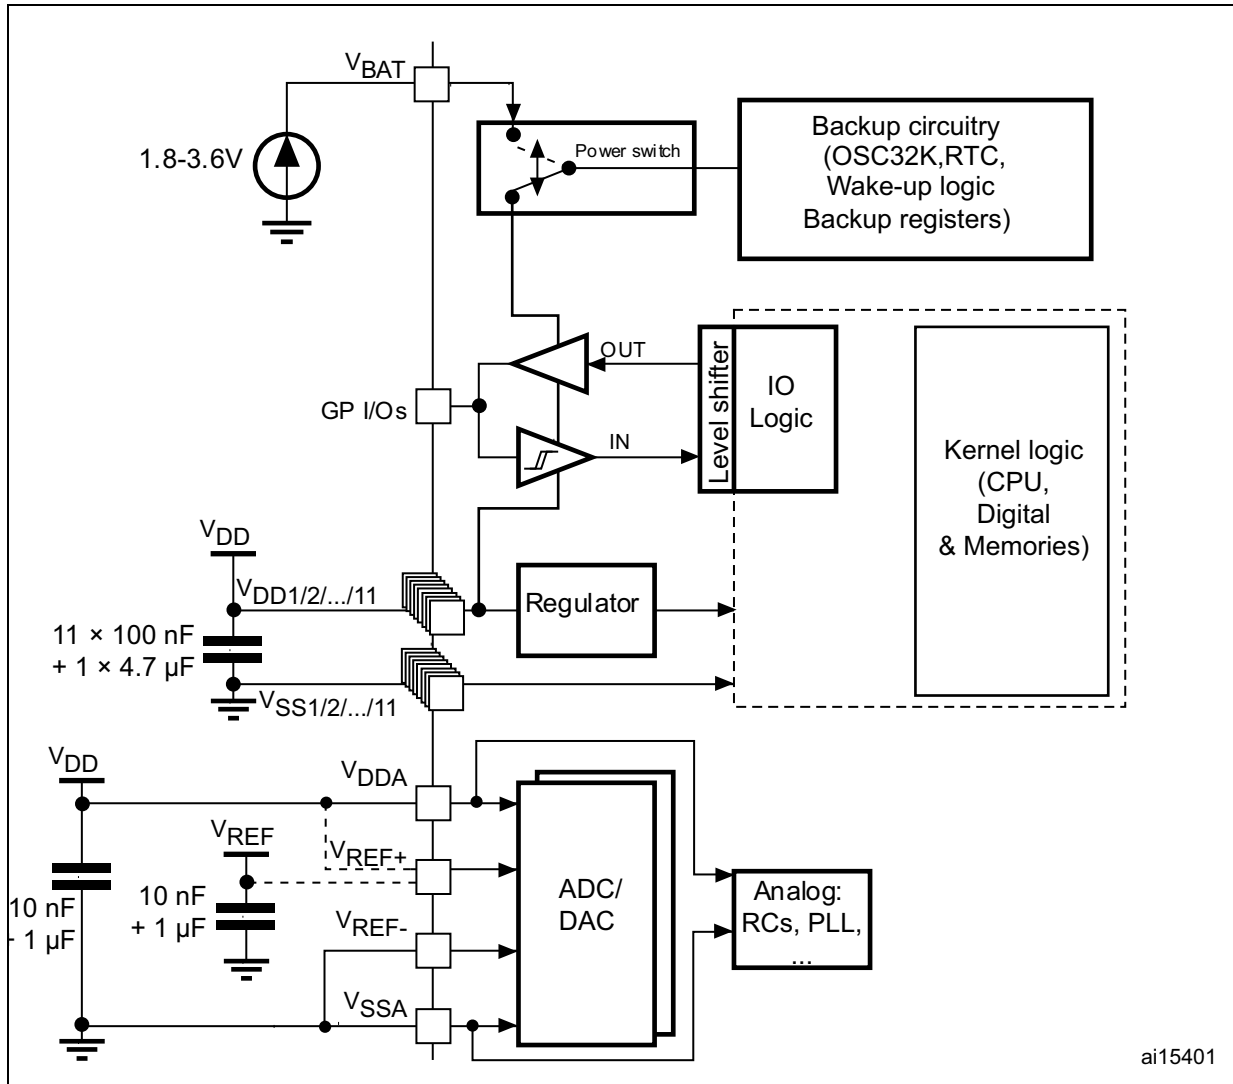 VBAT
1.8-3.6V
Power switch
Backup circuitry
(OSC32K,RTC,
Wake-up logic
Backup registers)
OUT
GP I/Os
IN
Level shifter
IO
Logic
Kernel logic
(CPU,
Digital
& Memories)
VDD
VDD1/2/.../11
Regulator
11 × 100 nF
+ 1 × 4.7 µF
VSS1/2/.../11
VDD
VDDA
VREF
VREF+
10 nF
+ 1 µF
10 nF
+ 1 µF
VREF-
VSSA
ADC/
DAC
Analog:
RCs, PLL,
...
ai15401